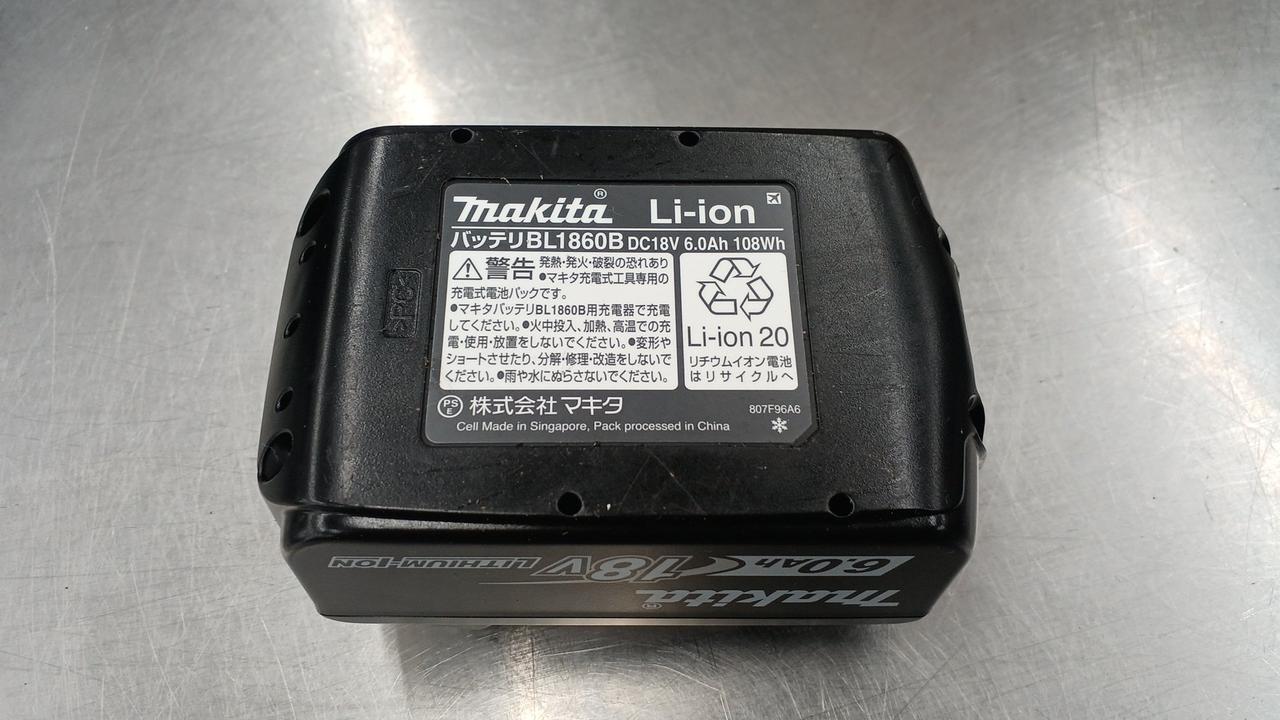 makita® Li-ion
バッテリBL1860B DC18V 6.0Ah 108Wh
警告 発熱・発火・破裂の恐れあり
●マキタ充電式工具専用の
充電式電池パックです。
●マキタバッテリBL1860B用充電器で充電
してください。●火中投入、加熱、高温での充
電・使用・放置をしないでください。●変形や
ショートさせたり、分解・修理・改造をしないで
ください。●雨や水にぬらさないでください。
Li-ion 20
リチウムイオン電池
はリサイクルへ
PS
E
株式会社マキタ
807F96A6
Cell Made in Singapore, Pack processed in China
>PC<
makita®
6.0Ah 18V LITHIUM-ION